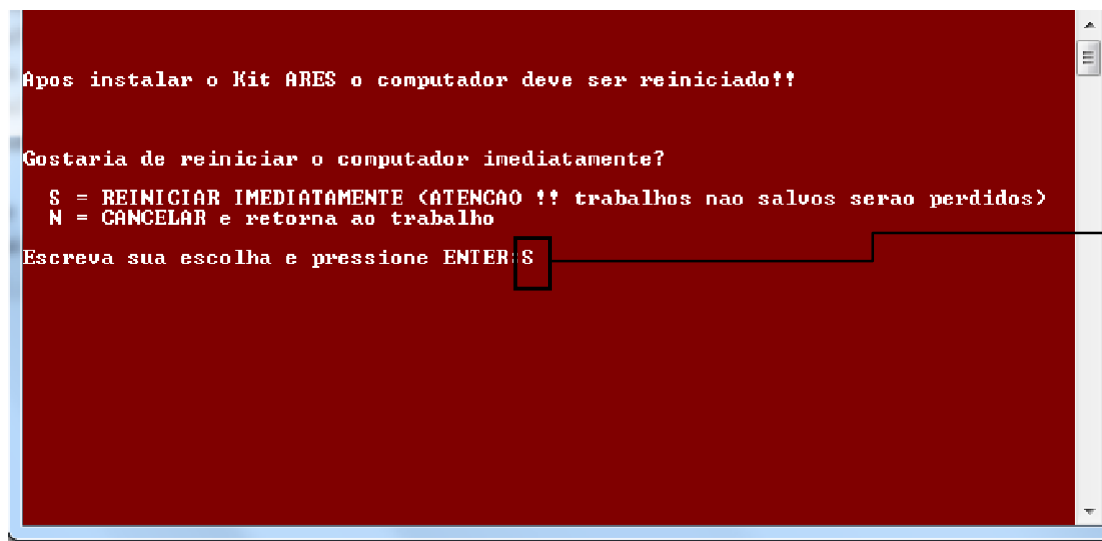 Apos instalar o Kit ARES o computador deve ser reiniciado!!
Gostaria de reiniciar o computador imediatamente?
S = REINICIAR IMEDIATAMENTE (ATENCAO !! trabalhos nao salvos serao perdidos)
N = CANCELAR e retorna ao trabalho
Escreva sua escolha e pressione ENTER:S